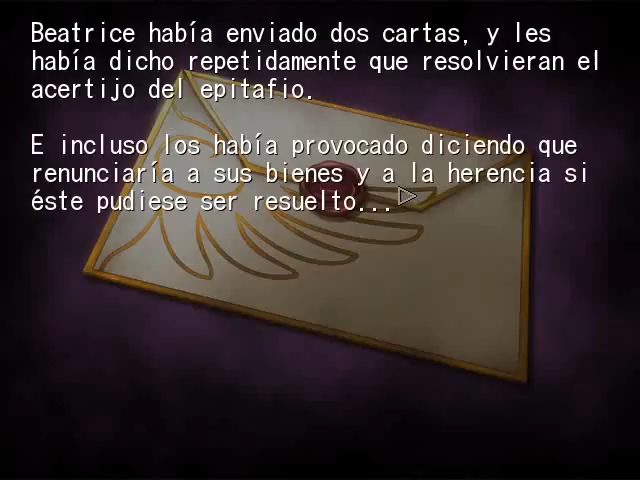 Beatrice había enviado dos cartas, y les
había dicho repetidamente que resolvieran el
acertijo del epitafio.
E incluso los había provocado diciendo que
renunciaría a sus bienes y a la herencia si
éste pudiese ser resuelto...